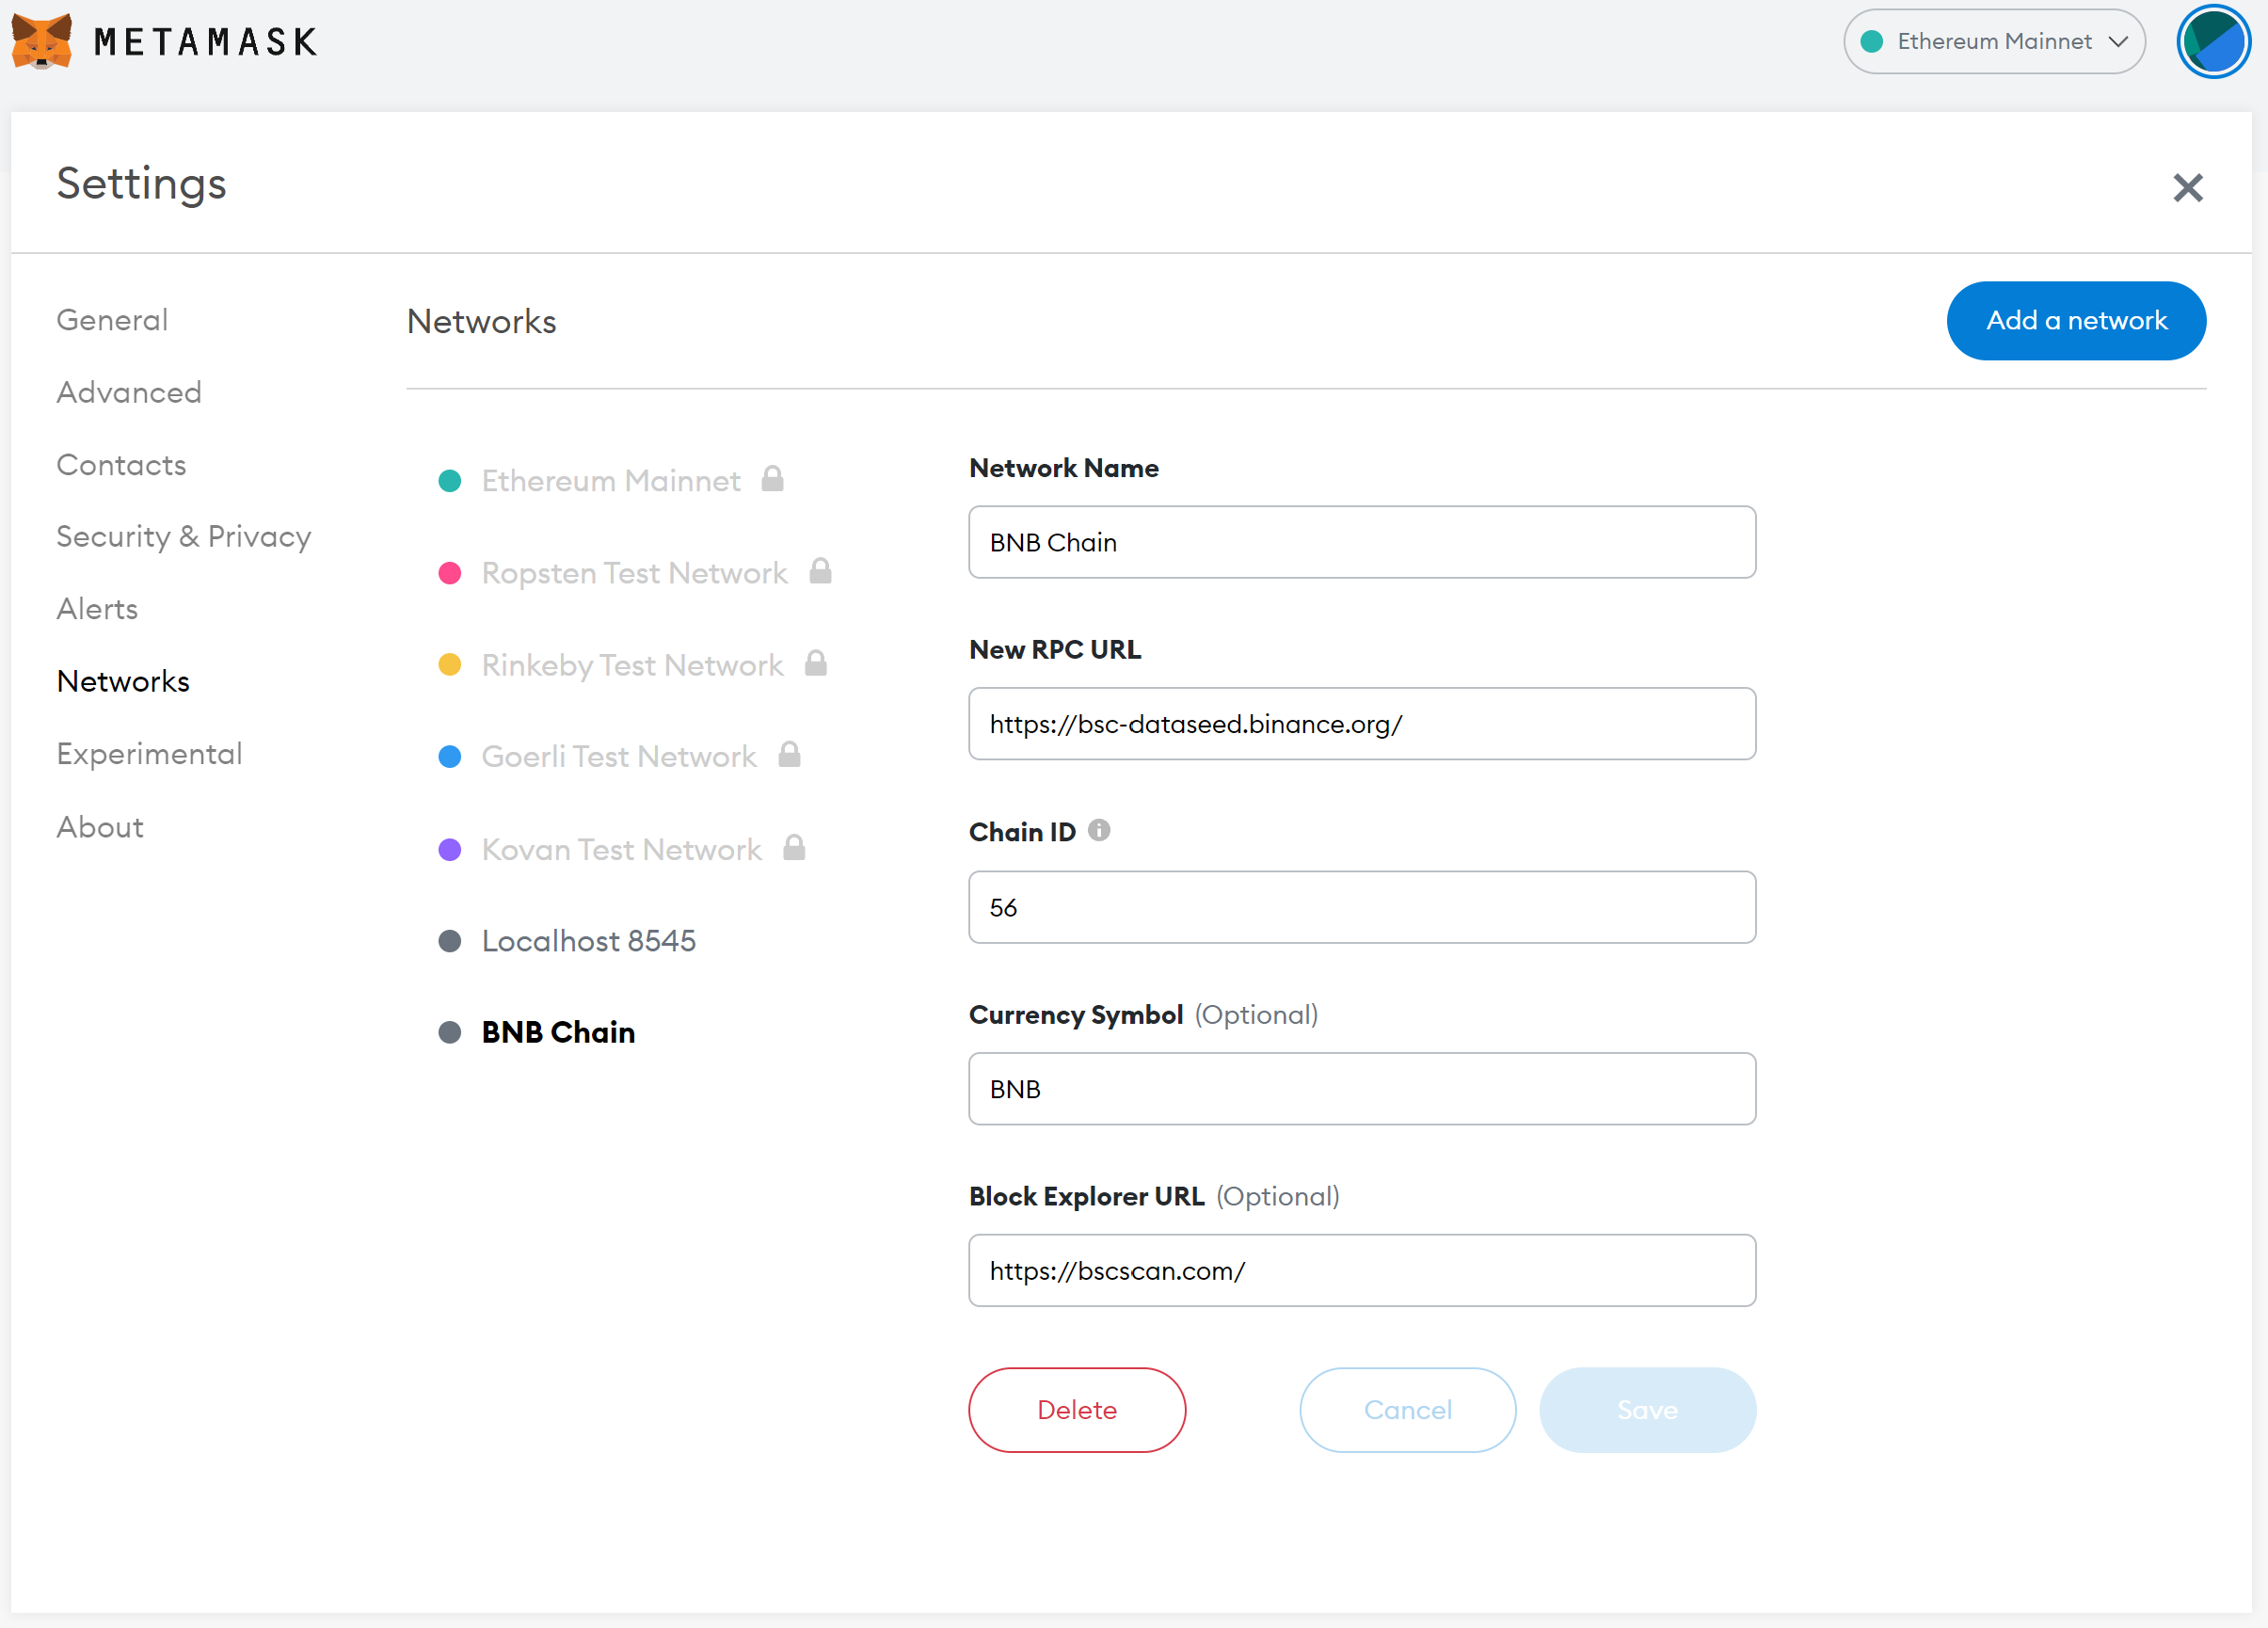 METAMASK
Ethereum Mainnet
Settings
General
Advanced
Contacts
Security & Privacy
Alerts
Networks
Experimental
About
Networks
Add a network
Ethereum Mainnet
Ropsten Test Network
Rinkeby Test Network
Goerli Test Network
Kovan Test Network
Localhost 8545
BNB Chain
Network Name
BNB Chain
New RPC URL
https://bsc-dataseed.binance.org/
Chain ID
56
Currency Symbol (Optional)
BNB
Block Explorer URL (Optional)
https://bscscan.com/
Delete
Cancel
Save